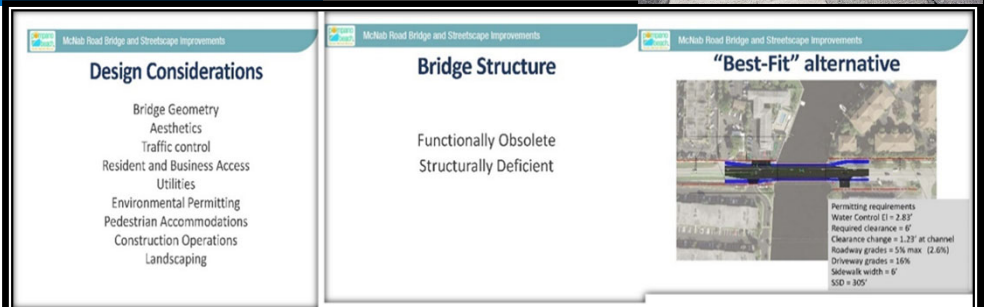 McNab Road Bridge and Streetscape Improvements
Design Considerations
Bridge Geometry
Aesthetics
Traffic control
Resident and Business Access
Utilities
Environmental Permitting
Pedestrian Accommodations
Construction Operations
Landscaping
McNab Road Bridge and Streetscape Improvements
Bridge Structure
Functionally Obsolete
Structurally Deficient
McNab Road Bridge and Streetscape Improvements
"Best-Fit" alternative
Permitting requirements
Water Control El = 2.83'
Required clearance = 6'
Clearance change = 1.23' at channel
Roadway grades = 5% max (2.6%)
Driveway grades = 16%
Sidewalk width = 6'
SSD = 305'